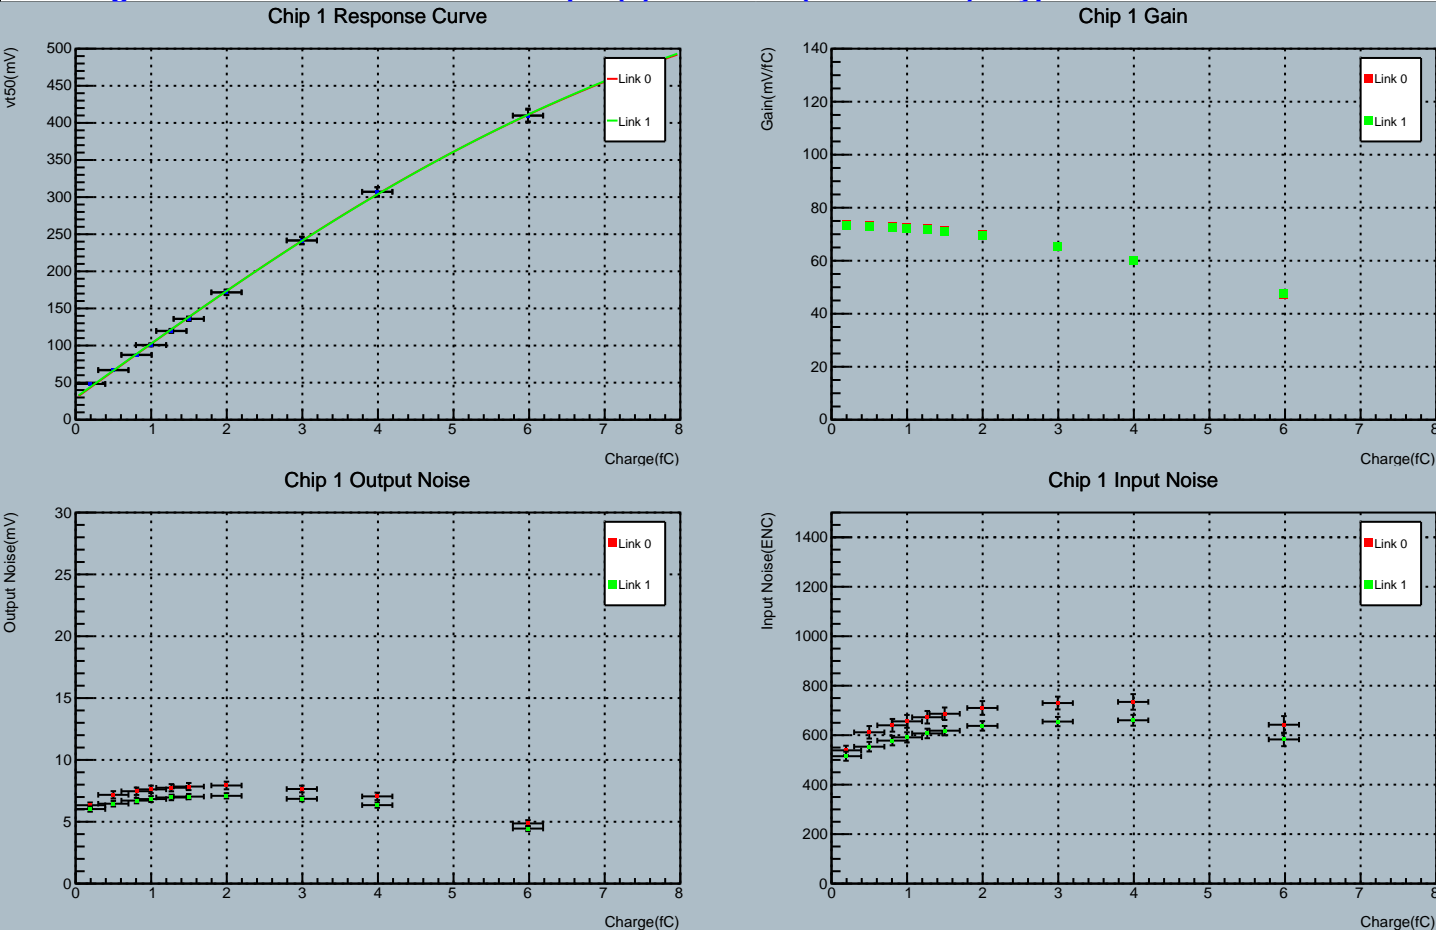 Chip 1 Response Curve
vt50(mV)
500
450
400
350
300
250
200
150
100
50
0
0 1 2 3 4 5 6 7 8
Charge(fC)
Link 0
Link 1
Chip 1 Gain
Gain(mV/fC)
140
120
100
80
60
40
20
0
0 1 2 3 4 5 6 7 8
Charge(fC)
Link 0
Link 1
Chip 1 Output Noise
Output Noise(mV)
30
25
20
15
10
5
0
0 1 2 3 4 5 6 7 8
Charge(fC)
Link 0
Link 1
Chip 1 Input Noise
Input Noise(ENC)
1400
1200
1000
800
600
400
200
0
0 1 2 3 4 5 6 7 8
Charge(fC)
Link 0
Link 1